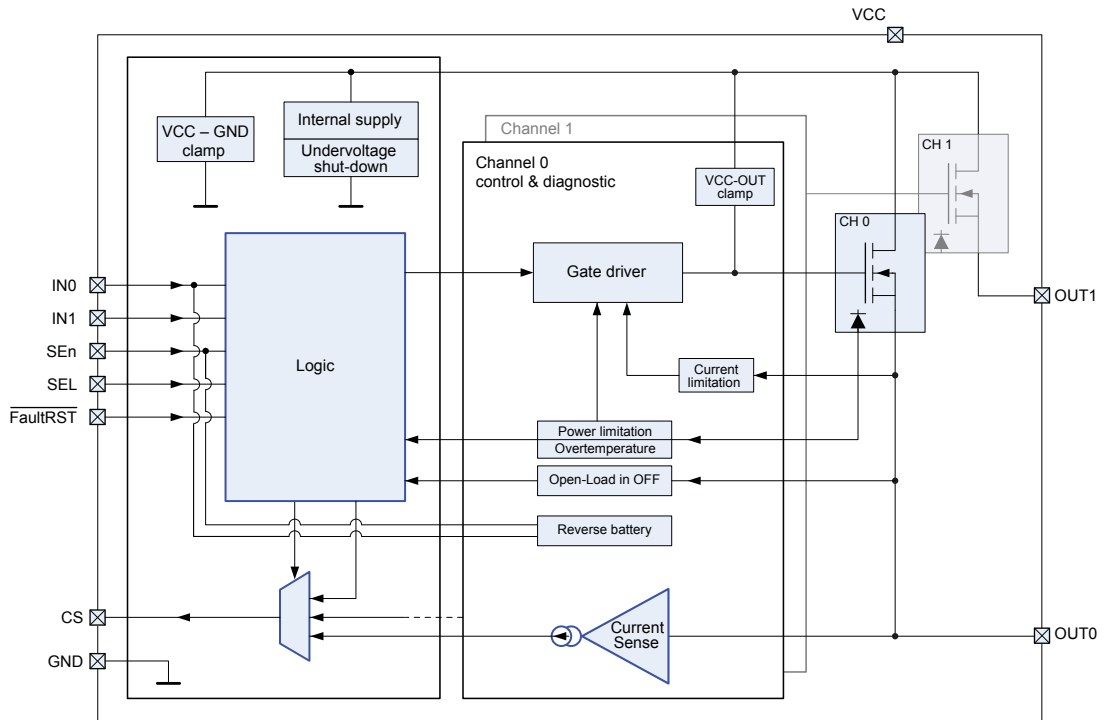 VCC
VCC – GND
clamp
Internal supply
Undervoltage
shut-down
Channel 1
Channel 0
control & diagnostic
VCC-OUT
clamp
CH 1
CH 0
Gate driver
IN0
IN1
SEn
SEL
FaultRST
Logic
OUT1
Current
limitation
Power limitation
Overtemperature
Open-Load in OFF
Reverse battery
CS
GND
Current
Sense
OUT0